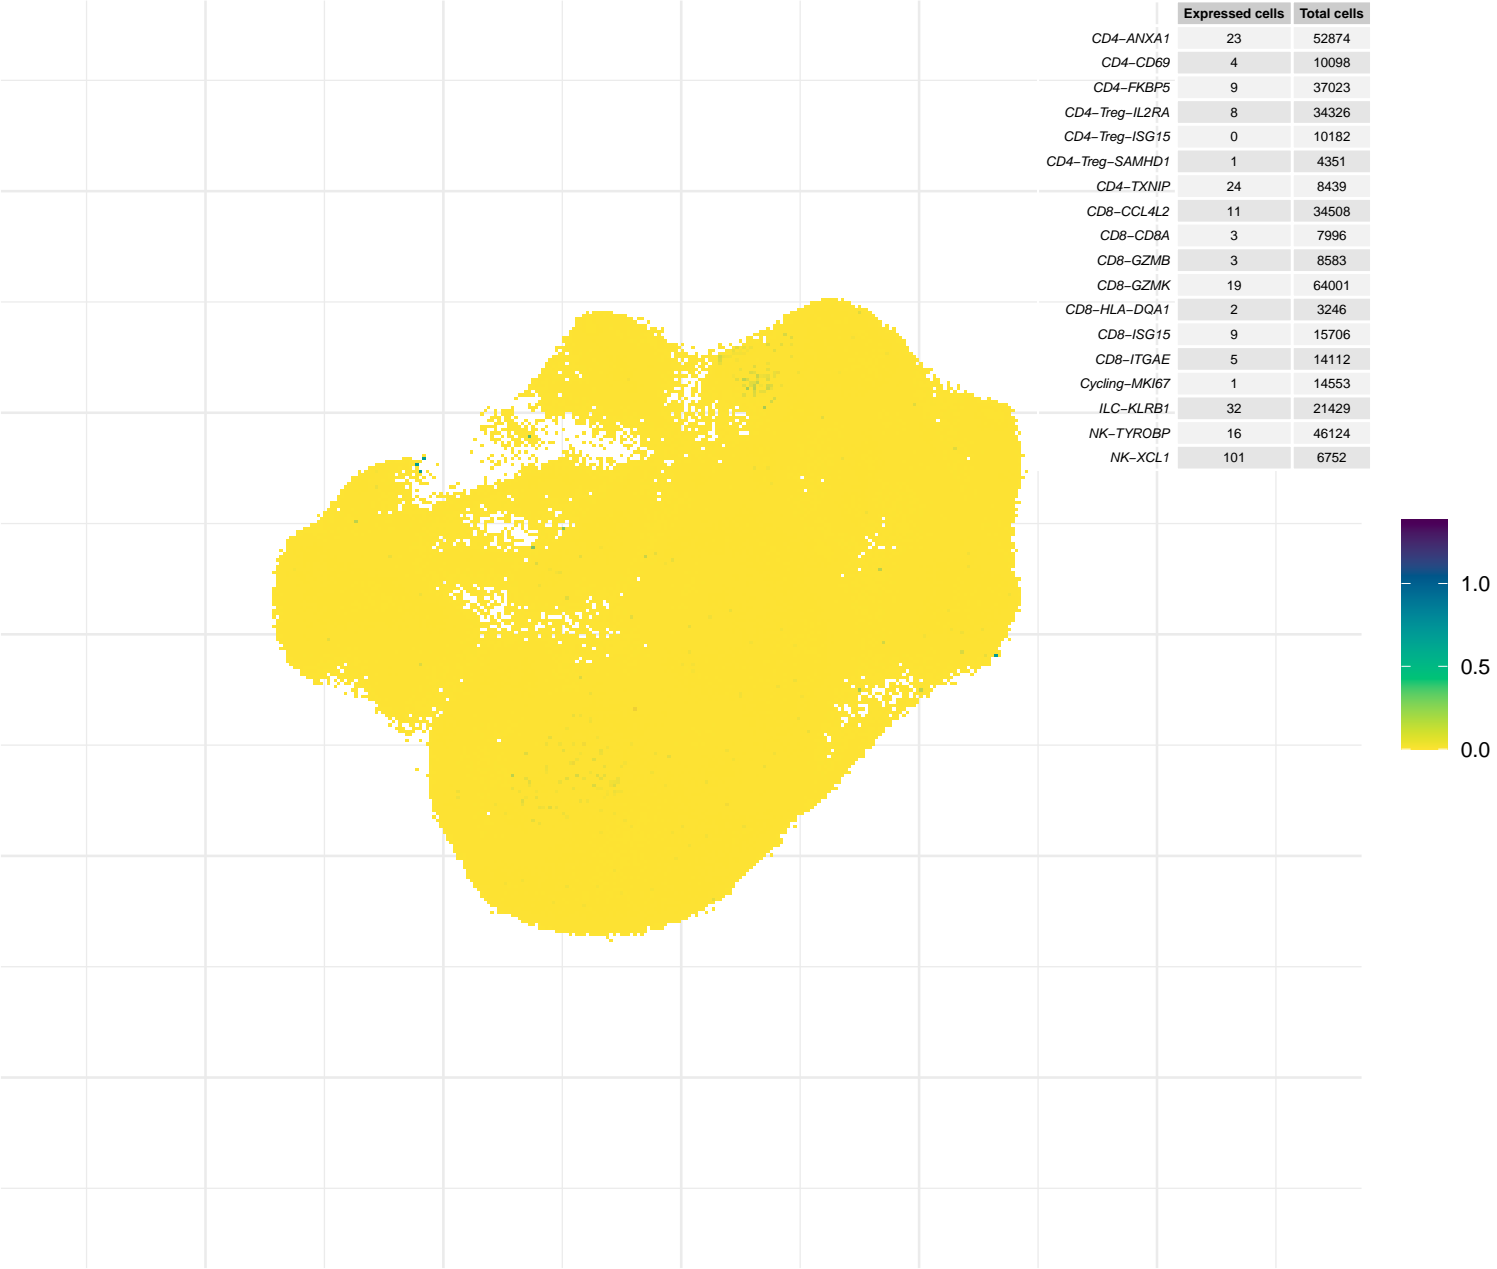 Expressed cells Total cells
CD4−ANXA1 23 52874
CD4−CD69 4 10098
CD4−FKBP5 9 37023
CD4−Treg−IL2RA 8 34326
CD4−Treg−ISG15 0 10182
CD4−Treg−SAMHD1 1 4351
CD4−TXNIP 24 8439
CD8−CCL4L2 11 34508
CD8−CD8A 3 7996
CD8−GZMB 3 8583
CD8−GZMK 19 64001
CD8−HLA−DQA1 2 3246
CD8−ISG15 9 15706
CD8−ITGAE 5 14112
Cycling−MKI67 1 14553
ILC−KLRB1 32 21429
NK−TYROBP 16 46124
NK−XCL1 101 6752
1.0
0.5
0.0